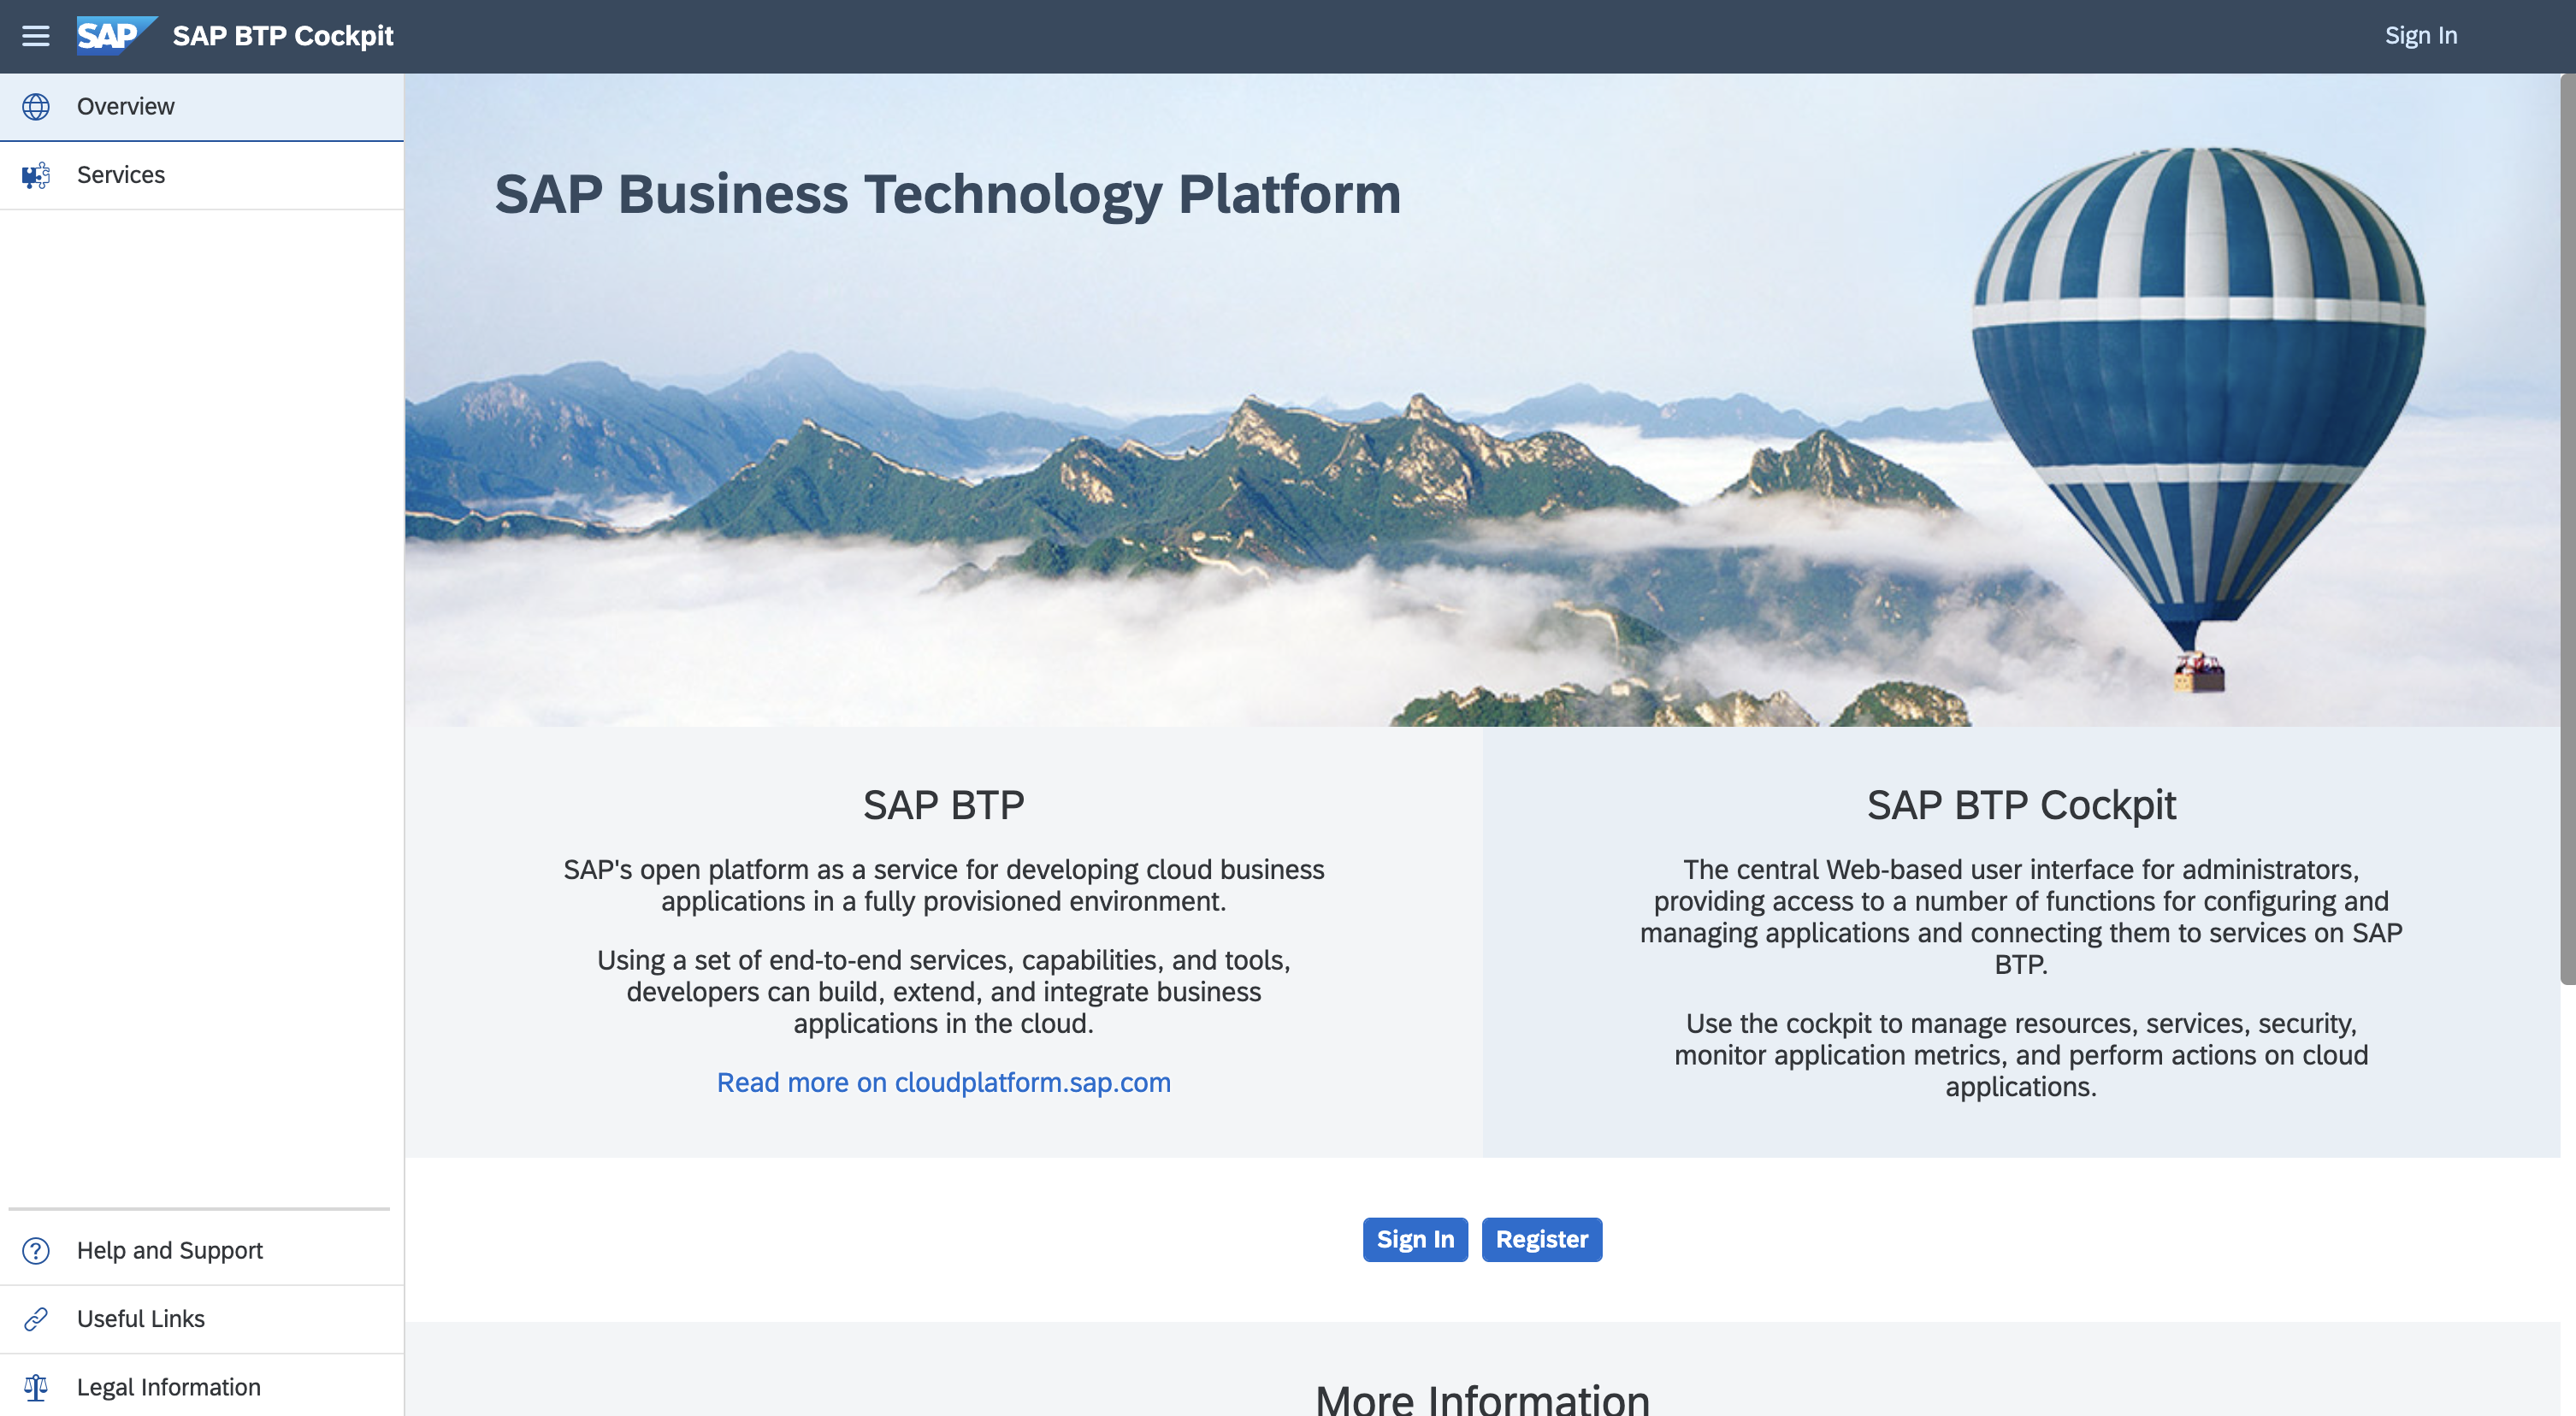 SAP SAP BTP Cockpit Sign In
Overview
Services
SAP Business Technology Platform
SAP BTP
SAP's open platform as a service for developing cloud business
applications in a fully provisioned environment.
Using a set of end-to-end services, capabilities, and tools,
developers can build, extend, and integrate business
applications in the cloud.
Read more on cloudplatform.sap.com
SAP BTP Cockpit
The central Web-based user interface for administrators,
providing access to a number of functions for configuring and
managing applications and connecting them to services on SAP
BTP.
Use the cockpit to manage resources, services, security,
monitor application metrics, and perform actions on cloud
applications.
Sign In Register
More Information
Help and Support
Useful Links
Legal Information